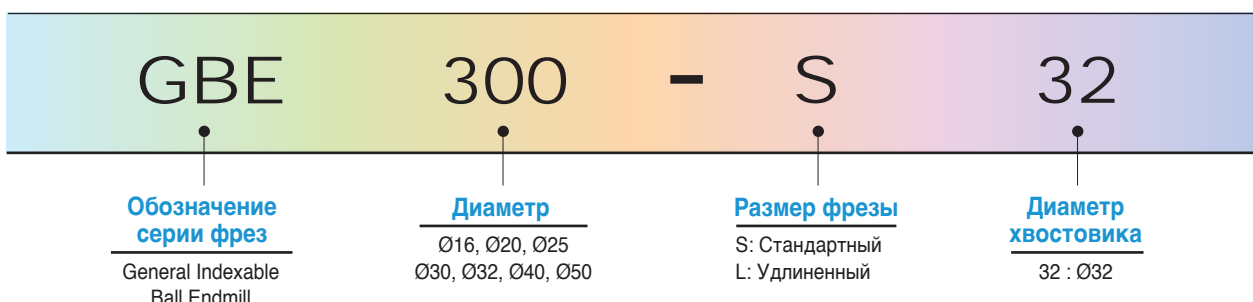 GBE 300 - S 32
Обозначение
серии фрез
General Indexable
Ball Endmill
Диаметр
Ø16, Ø20, Ø25
Ø30, Ø32, Ø40, Ø50
Размер фрезы
S: Стандартный
L: Удлиненный
Диаметр
хвостовика
32 : Ø32